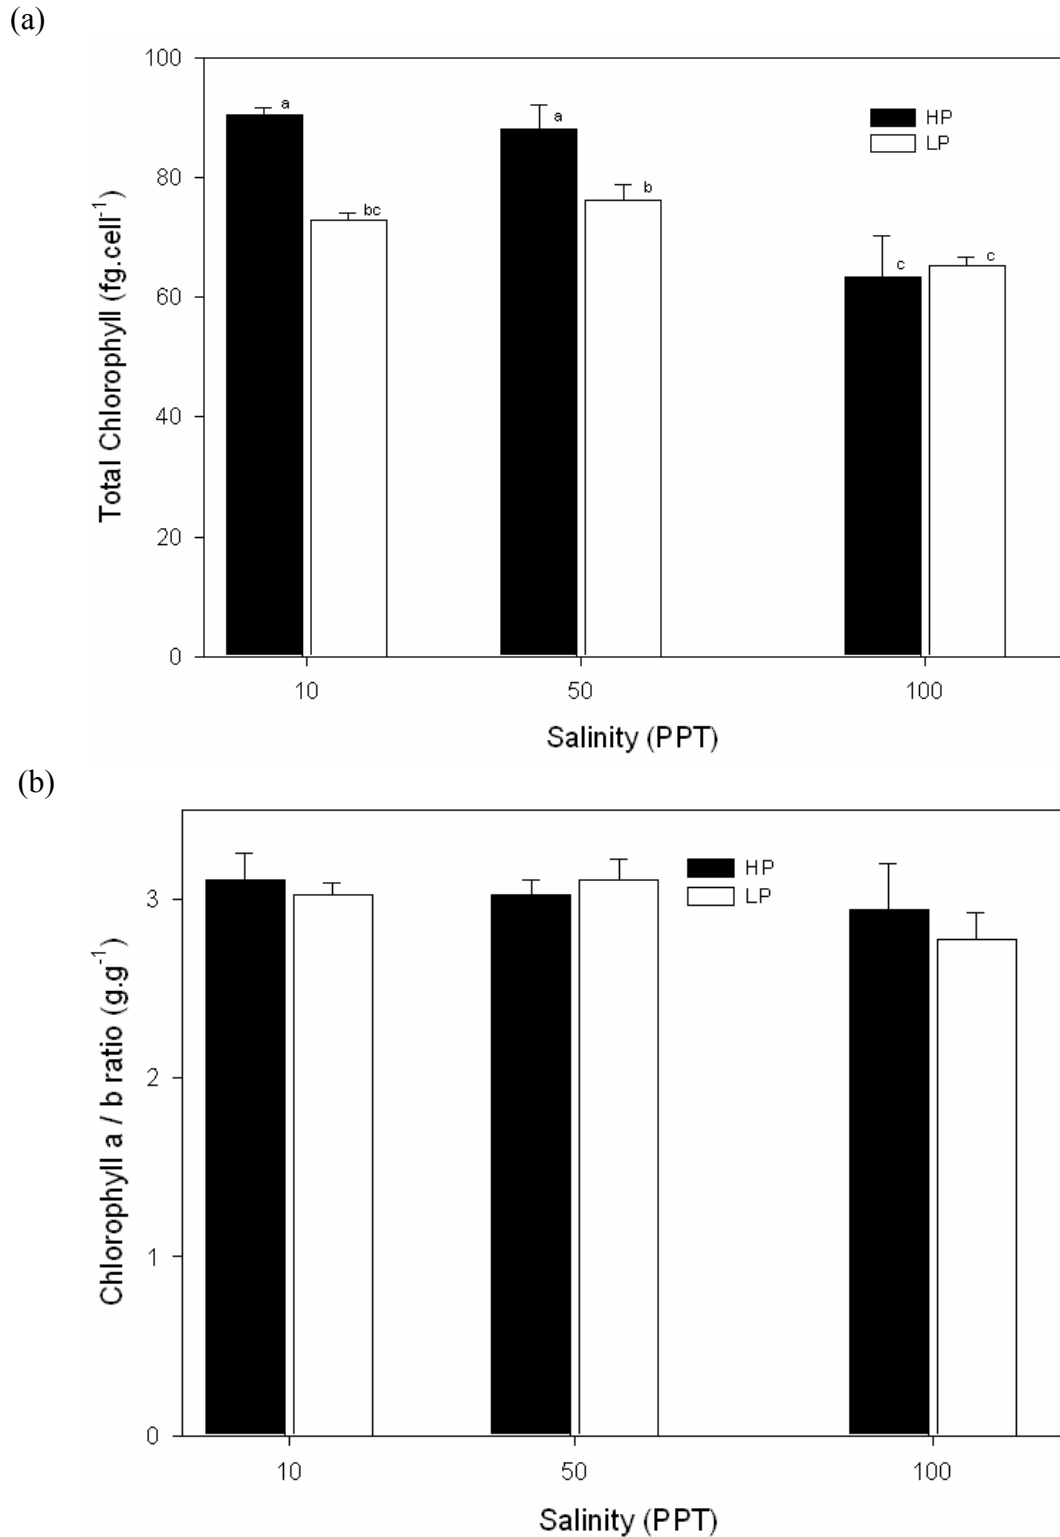 (a)
100
80
60
40
20
0
Total Chlorophyll (fg.cell⁻¹)
a
bc
a
b
c
c
HP
LP
10
50
100
Salinity (PPT)
(b)
3
2
1
0
Chlorophyll a / b ratio (g.g⁻¹)
HP
LP
10
50
100
Salinity (PPT)